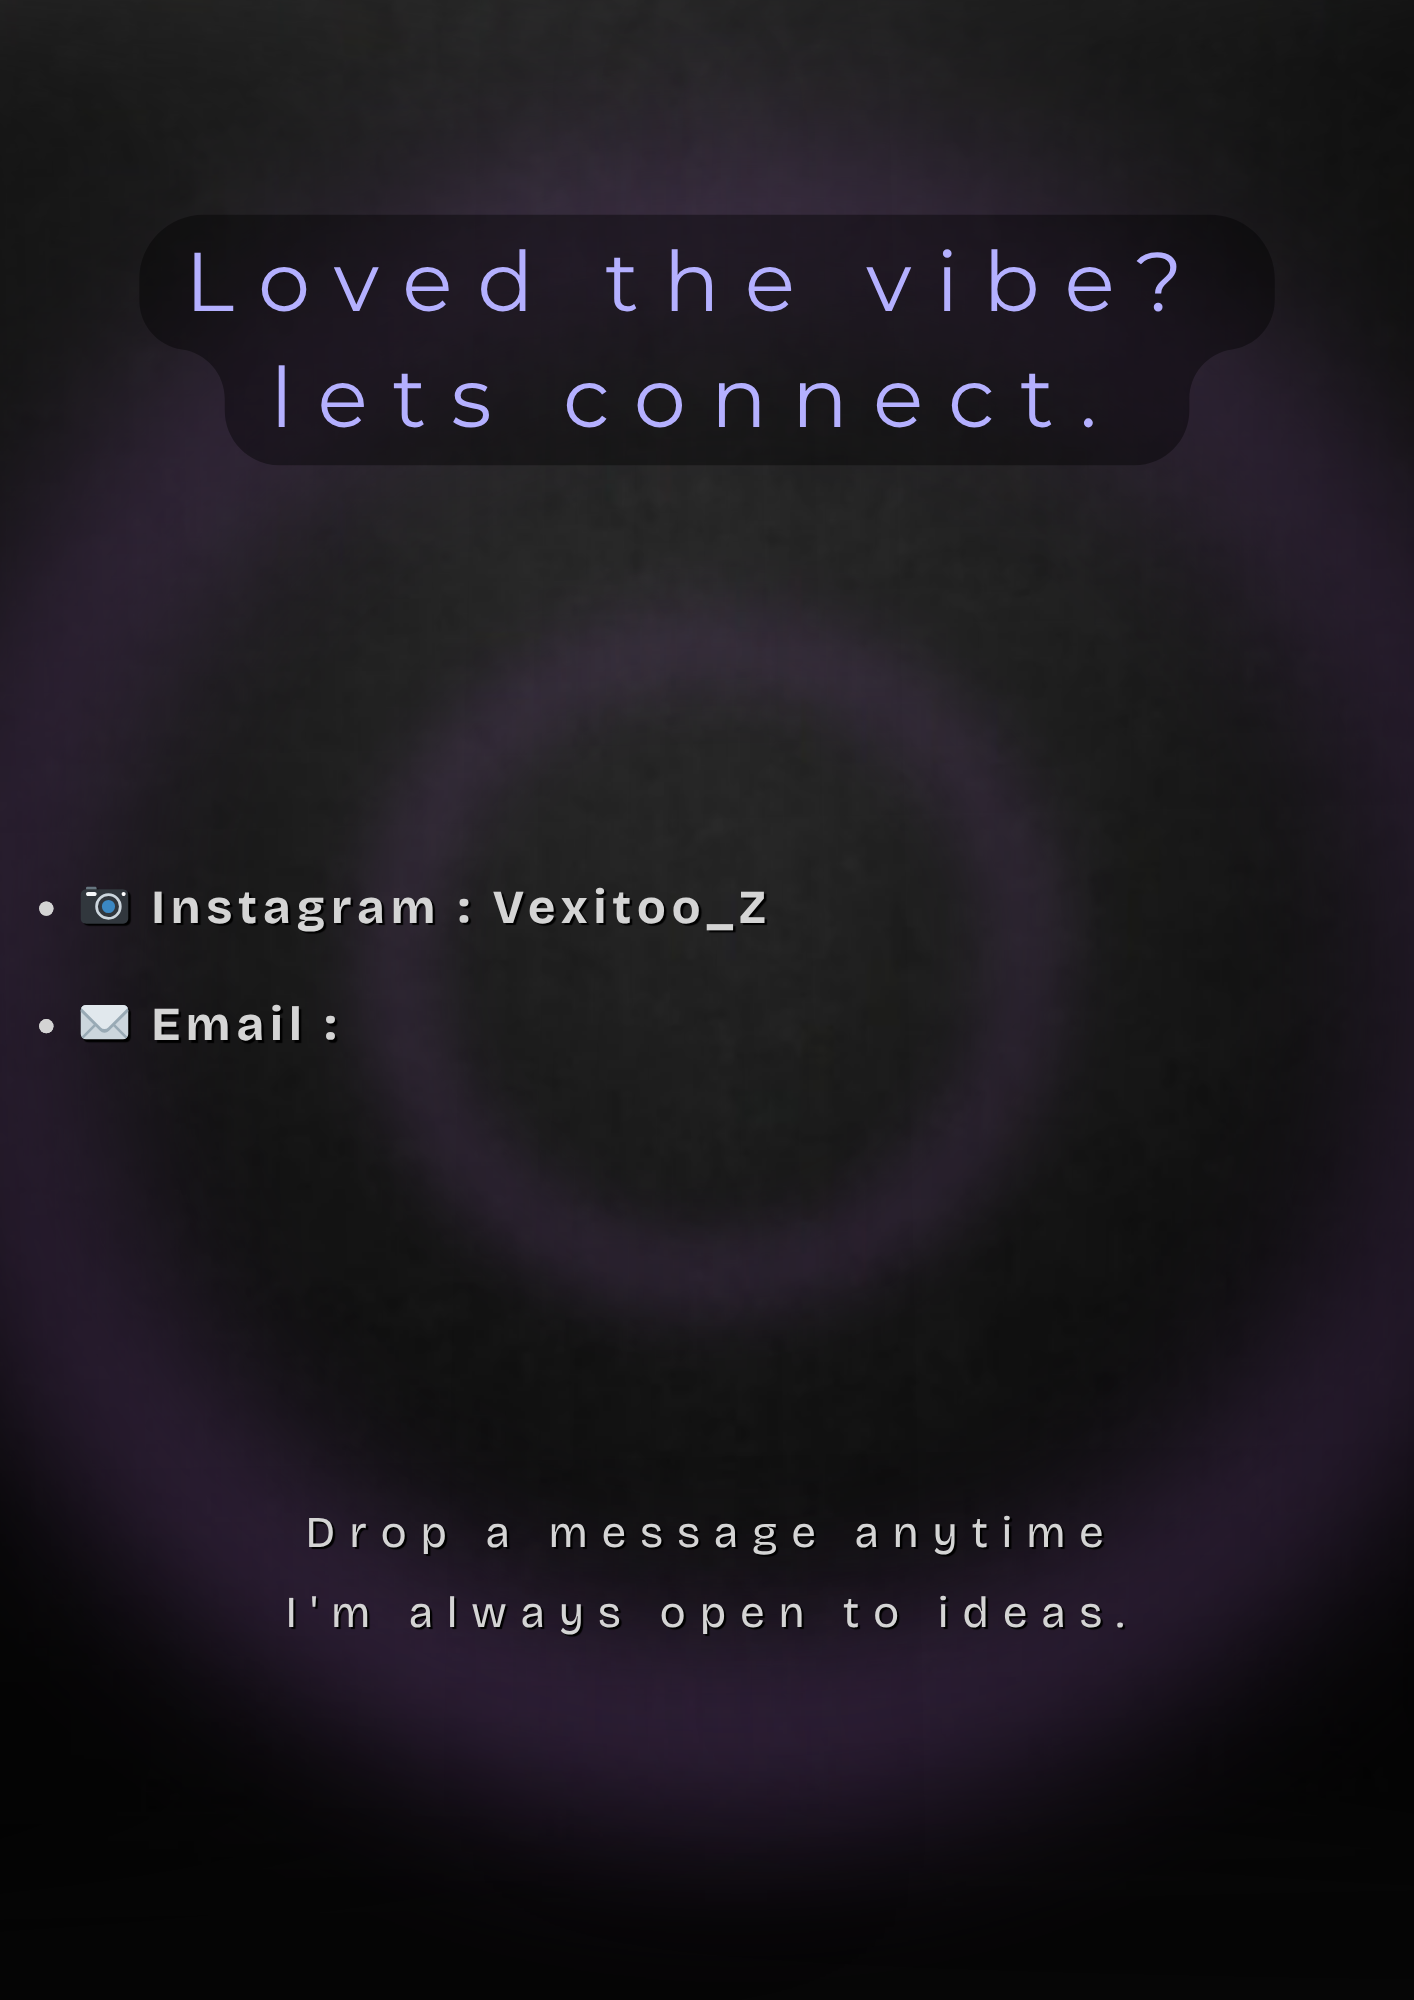 Loved the vibe?
lets connect.
• 📷 Instagram : Vexitoo_Z
• ✉️ Email :
Drop a message anytime
I'm always open to ideas.